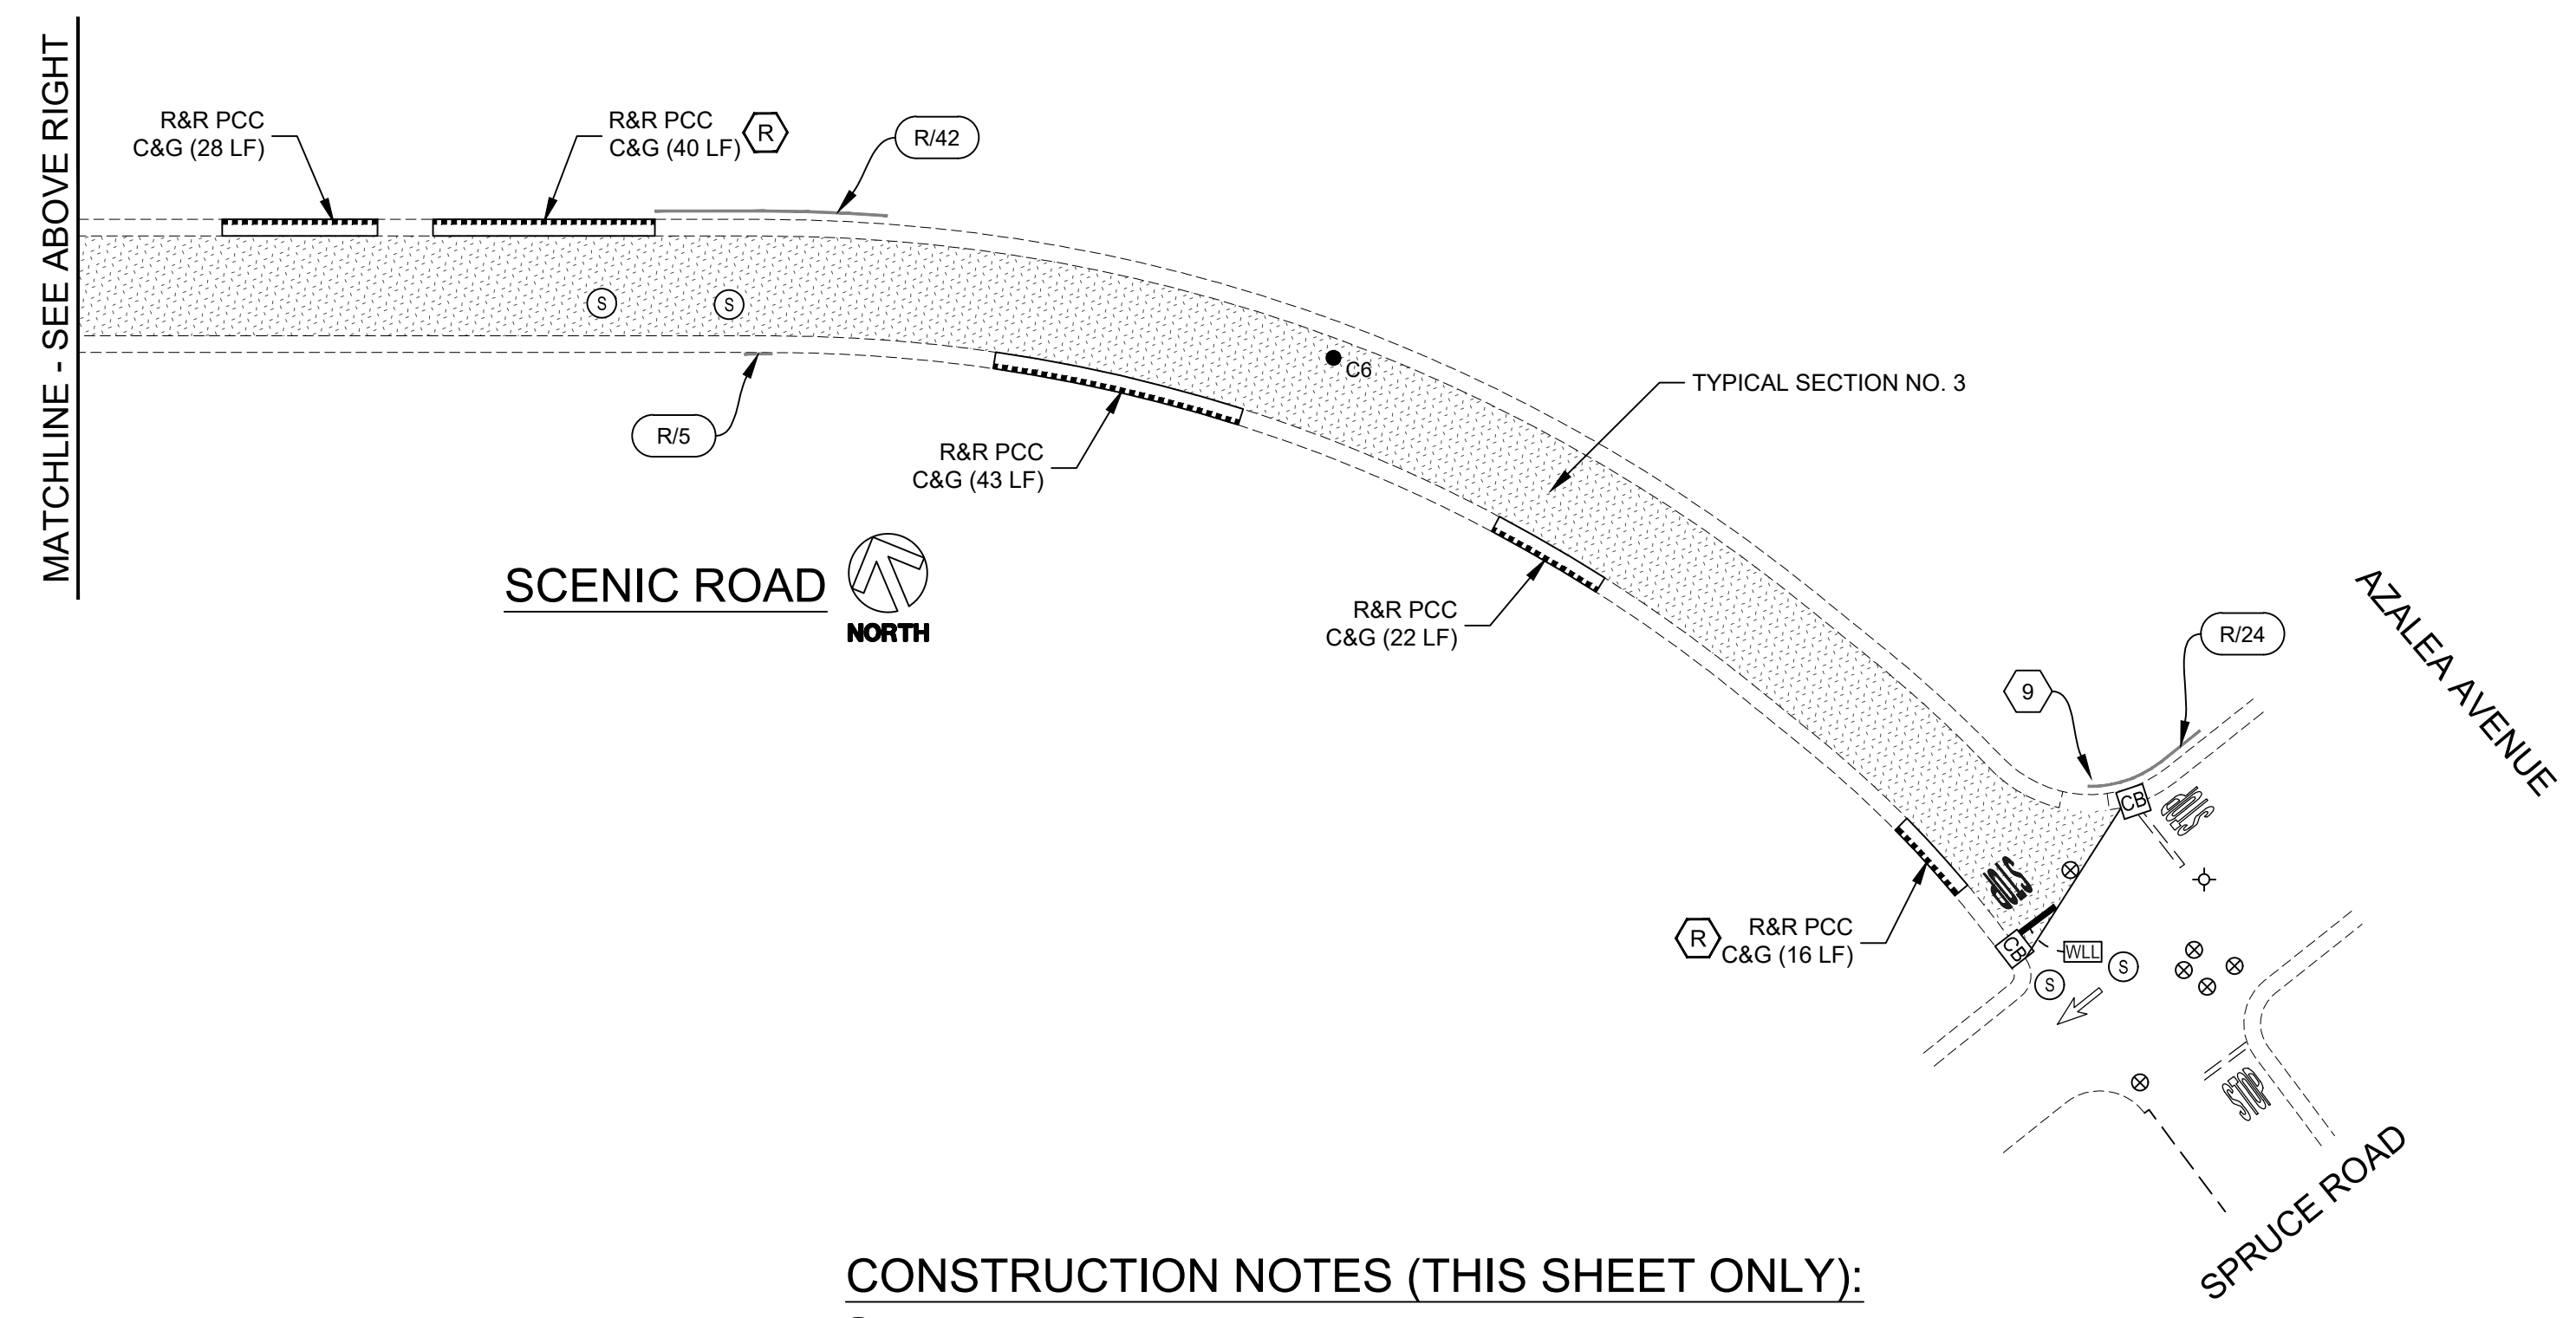 MATCHLINE - SEE ABOVE RIGHT
R&R PCC
C&G (28 LF)
R&R PCC
C&G (40 LF)
R
R/42
S
S
R/5
R&R PCC
C&G (43 LF)
C6
TYPICAL SECTION NO. 3
SCENIC ROAD
NORTH
R&R PCC
C&G (22 LF)
AZALEA AVENUE
R/24
9
CB
STOP
STOP
R
R&R PCC
C&G (16 LF)
CB
WLL
S
S
STOP
SPRUCE ROAD
CONSTRUCTION NOTES (THIS SHEET ONLY):